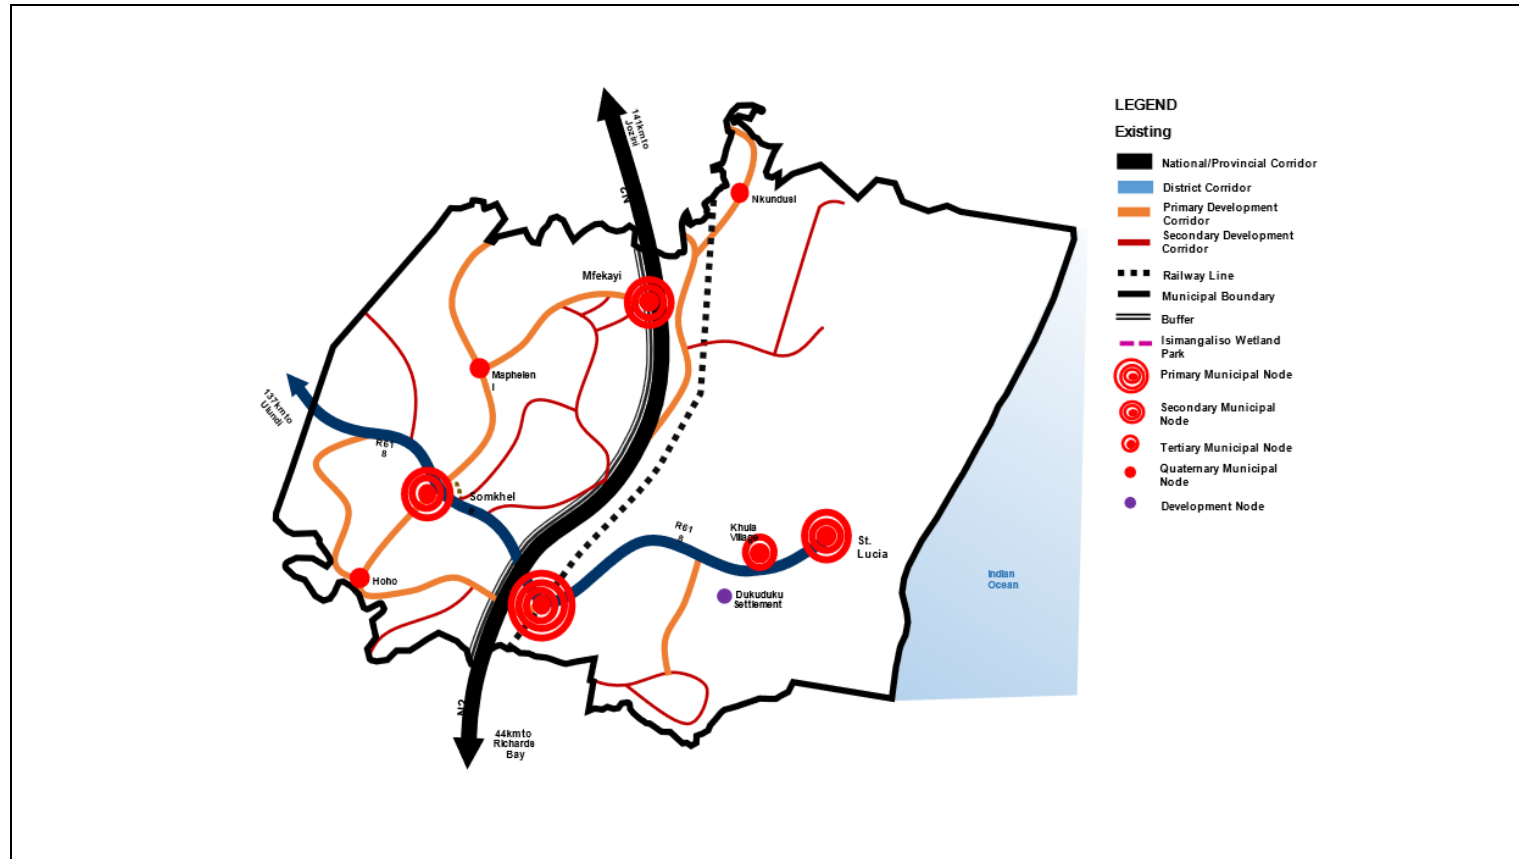 LEGEND
Existing
National/Provincial Corridor
District Corridor
Primary Development
Corridor
Secondary Development
Corridor
Railway Line
Municipal Boundary
Buffer
Isimangaliso Wetland
Park
Primary Municipal Node
Secondary Municipal
Node
Tertiary Municipal Node
Quaternary Municipal
Node
Development Node
141kmto
Jozini
N2
Nkundusi
Mfekayi
Maphelen
i
137kmto
Ulundi
R61
8
Somkhel
e
Hoho
R61
8
Khula
Village
St.
Lucia
Dukuduku
Settlement
Indian
Ocean
N2
44kmto
Richards
Bay